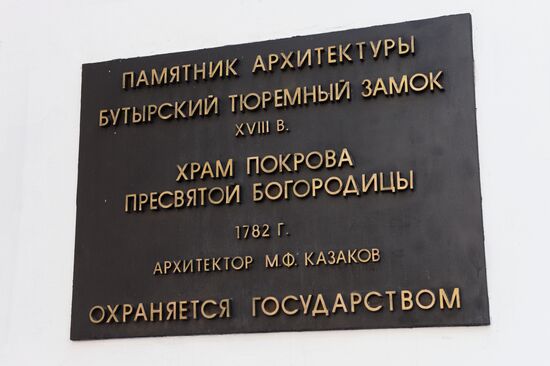 ПАМЯТНИК АРХИТЕКТУРЫ
БУТЫРСКИЙ ТЮРЕМНЫЙ ЗАМОК
XVIII В.
ХРАМ ПОКРОВА
ПРЕСВЯТОЙ БОГОРОДИЦЫ
1782 Г.
АРХИТЕКТОР М.Ф. КАЗАКОВ
ОХРАНЯЕТСЯ ГОСУДАРСТВОМ